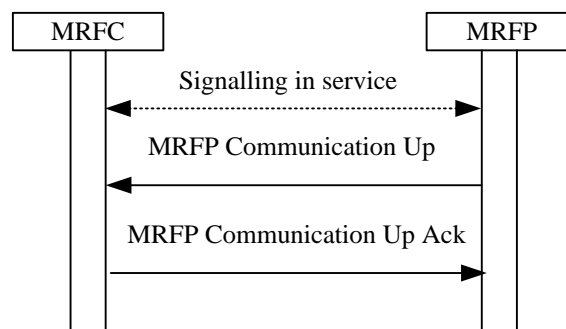 MRFC
MRFP
Signalling in service
MRFP Communication Up
MRFP Communication Up Ack